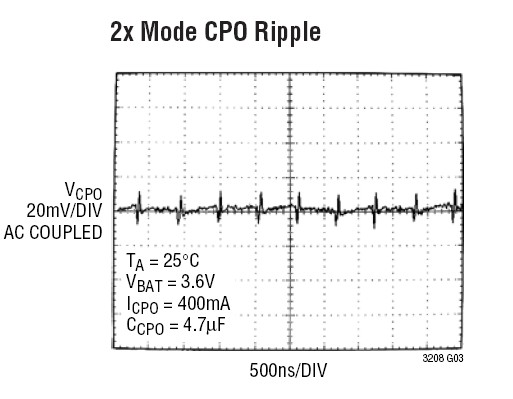 2x Mode CPO Ripple
VCPO
20mV/DIV
AC COUPLED
TA = 25°C
VBAT = 3.6V
ICPO = 400mA
CCPO = 4.7µF
3208 G03
500ns/DIV